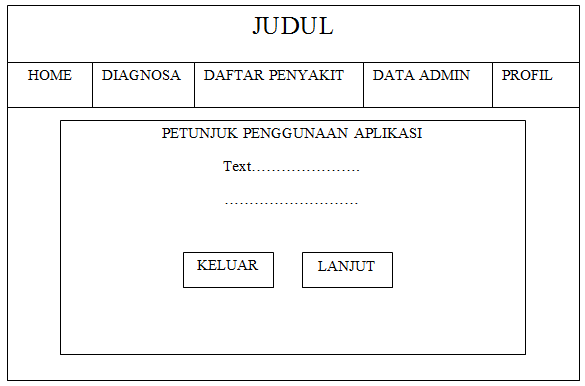 JUDUL
HOME DIAGNOSA DAFTAR PENYAKIT DATA ADMIN PROFIL
PETUNJUK PENGGUNAAN APLIKASI
Text………………….
………………………
KELUAR LANJUT